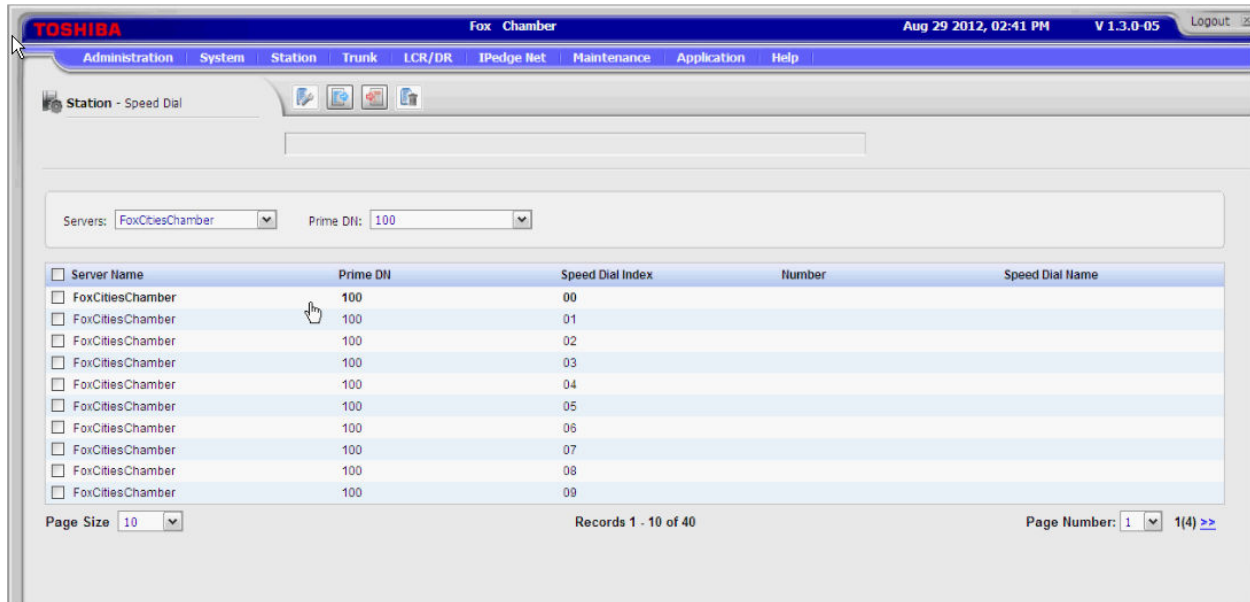 TOSHIBA Fox Chamber Aug 29 2012, 02:41 PM V 1.3.0-05 Logout
Administration System Station Trunk LCR/DR IPedge Net Maintenance Application Help
Station - Speed Dial
Servers: FoxCitiesChamber Prime DN: 100
Server Name Prime DN Speed Dial Index Number Speed Dial Name
FoxCitiesChamber 100 00
FoxCitiesChamber 100 01
FoxCitiesChamber 100 02
FoxCitiesChamber 100 03
FoxCitiesChamber 100 04
FoxCitiesChamber 100 05
FoxCitiesChamber 100 06
FoxCitiesChamber 100 07
FoxCitiesChamber 100 08
FoxCitiesChamber 100 09
Page Size 10 Records 1 - 10 of 40 Page Number: 1 1(4) >>